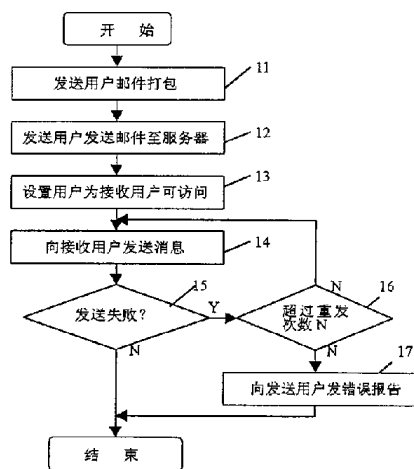 开 始
发送用户邮件打包
11
发送用户发送邮件至服务器
12
设置用户为接收用户可访问
13
向接收用户发送消息
14
发送失败?
15
Y
N
超过重发
次数 N
16
N
N
向发送用户发错误报告
17
结 束